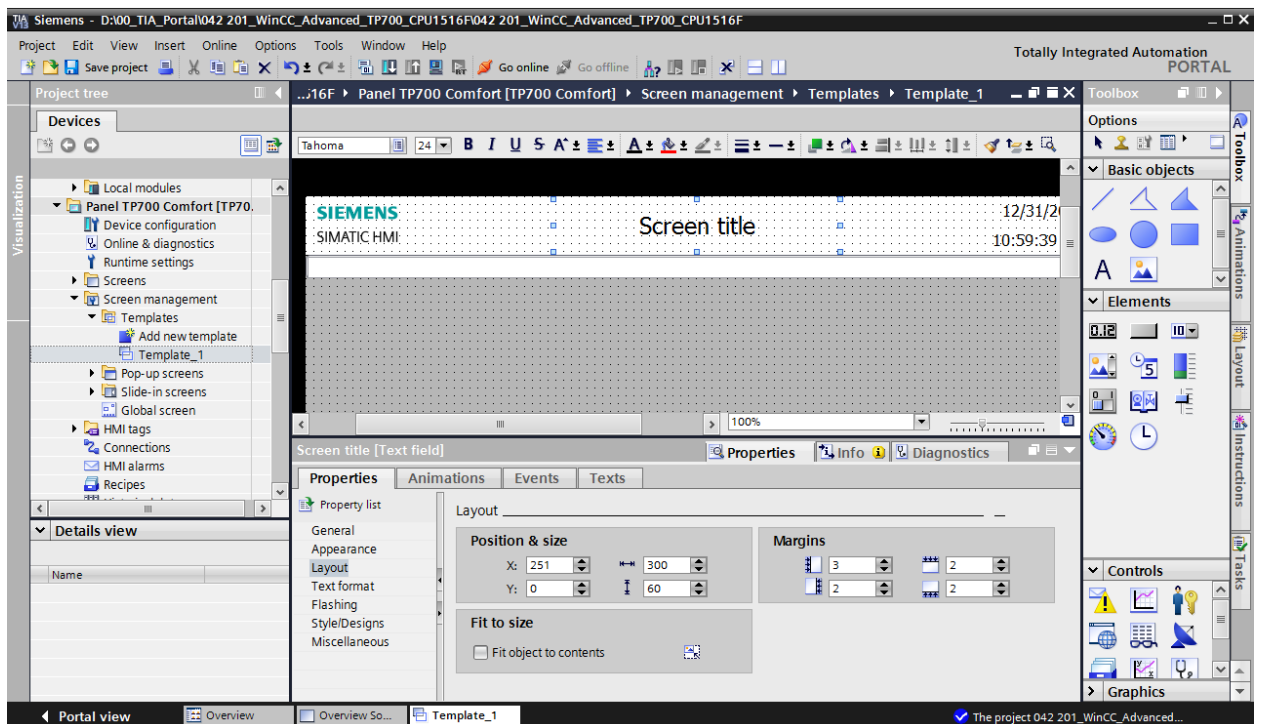 Siemens - D:\00_TIA_Portal\042 201_WinCC_Advanced_TP700_CPU1516F\042 201_WinCC_Advanced_TP700_CPU1516F
Project Edit View Insert Online Options Tools Window Help
Totally Integrated Automation
PORTAL
Save project Go online Go offline
Project tree
...516F ▸ Panel TP700 Comfort [TP700 Comfort] ▸ Screen management ▸ Templates ▸ Template_1
Toolbox
Devices
Options
Tahoma 24 B I U S A
Visualization
Local modules
Panel TP700 Comfort [TP70.
Device configuration
Online & diagnostics
Runtime settings
Screens
Screen management
Templates
Add new template
Template_1
Pop-up screens
Slide-in screens
Global screen
HMI tags
Connections
HMI alarms
Recipes
SIEMENS
SIMATIC HMI
Screen title
12/31/20
10:59:39
100%
Basic objects
A
Elements
Controls
Graphics
Toolbox
Animations
Layout
Instructions
Tasks
Details view
Name
Screen title [Text field]
Properties Info Diagnostics
Properties Animations Events Texts
Property list
General
Appearance
Layout
Text format
Flashing
Style/Designs
Miscellaneous
Layout
Position & size
X: 251 300
Y: 0 60
Margins
3 2
2 2
Fit to size
Fit object to contents
Portal view Overview Overview So... Template_1
The project 042 201_WinCC_Advanced...